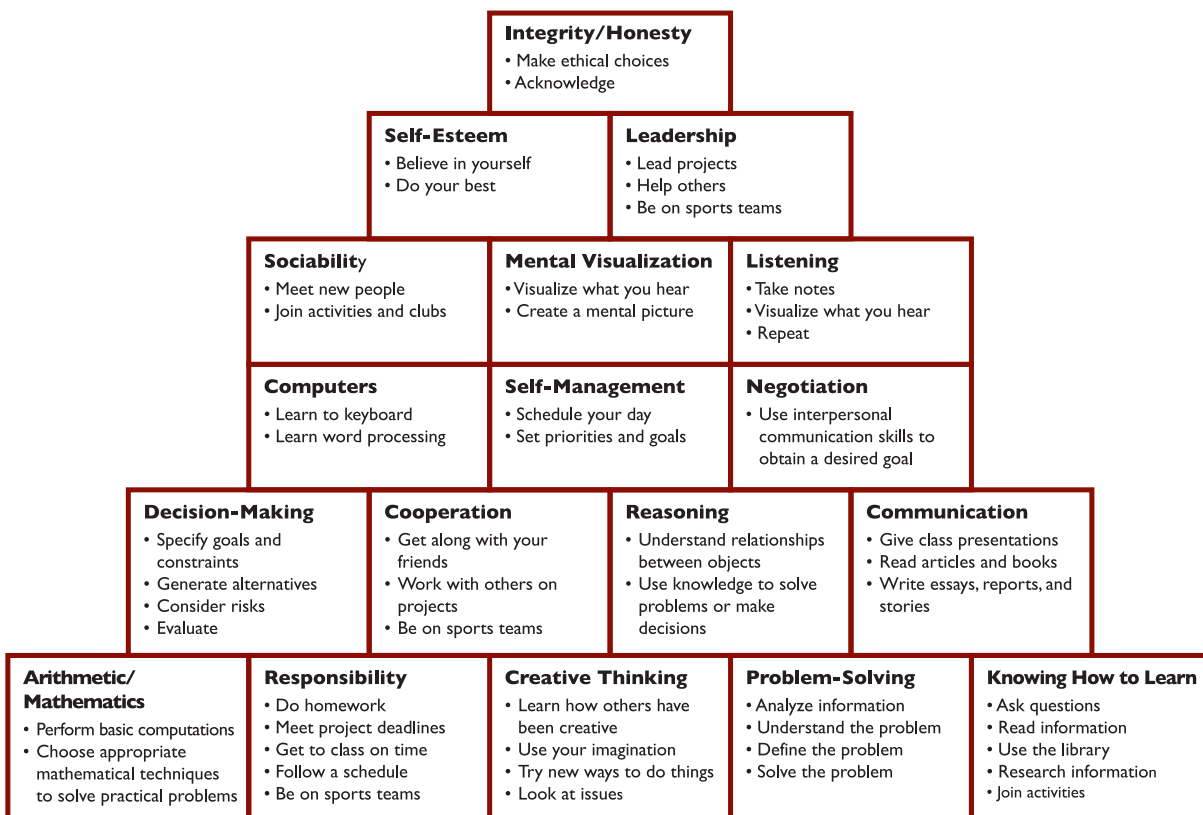 Integrity/Honesty
• Make ethical choices
• Acknowledge
Self-Esteem
• Believe in yourself
• Do your best
Leadership
• Lead projects
• Help others
• Be on sports teams
Sociability
• Meet new people
• Join activities and clubs
Mental Visualization
• Visualize what you hear
• Create a mental picture
Listening
• Take notes
• Visualize what you hear
• Repeat
Computers
• Learn to keyboard
• Learn word processing
Self-Management
• Schedule your day
• Set priorities and goals
Negotiation
• Use interpersonal
communication skills to
obtain a desired goal
Decision-Making
• Specify goals and
constraints
• Generate alternatives
• Consider risks
• Evaluate
Cooperation
• Get along with your
friends
• Work with others on
projects
• Be on sports teams
Reasoning
• Understand relationships
between objects
• Use knowledge to solve
problems or make
decisions
Communication
• Give class presentations
• Read articles and books
• Write essays, reports, and
stories
Arithmetic/
Mathematics
• Perform basic computations
• Choose appropriate
mathematical techniques
to solve practical problems
Responsibility
• Do homework
• Meet project deadlines
• Get to class on time
• Follow a schedule
• Be on sports teams
Creative Thinking
• Learn how others have
been creative
• Use your imagination
• Try new ways to do things
• Look at issues
Problem-Solving
• Analyze information
• Understand the problem
• Define the problem
• Solve the problem
Knowing How to Learn
• Ask questions
• Read information
• Use the library
• Research information
• Join activities